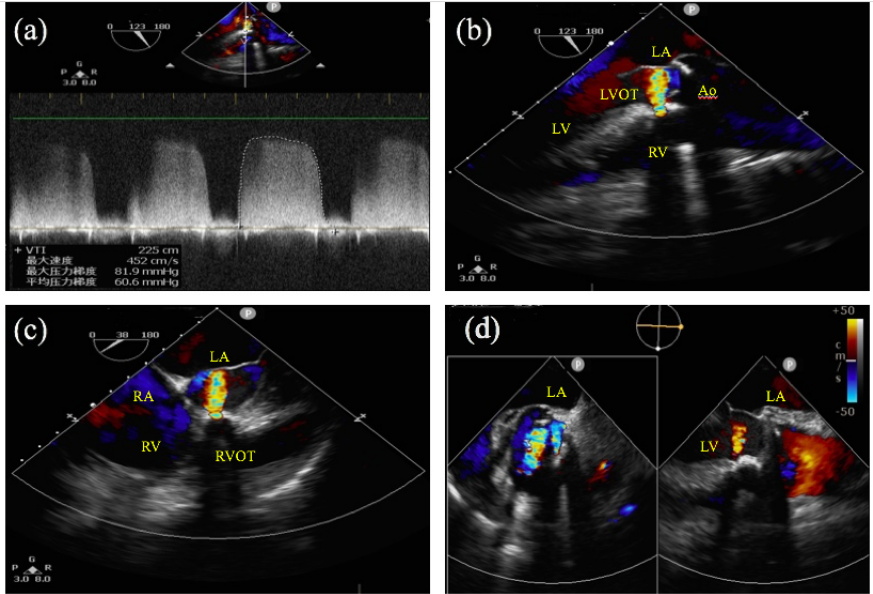 (a)
0 123 180
P
G
P R
3.0 8.0
+ VTI 225 cm
最大速度 452 cm/s
最大压力梯度 81.9 mmHg
平均压力梯度 60.6 mmHg
(b)
0 123 180
P
LA
LVOT
Ao
LV
RV
G
P R
3.0 8.0
(c)
0 38 180
P
LA
RA
RV
RVOT
G
P R
3.0 8.0
(d)
+50
cm/s
-50
P
LA
P
LA
LV